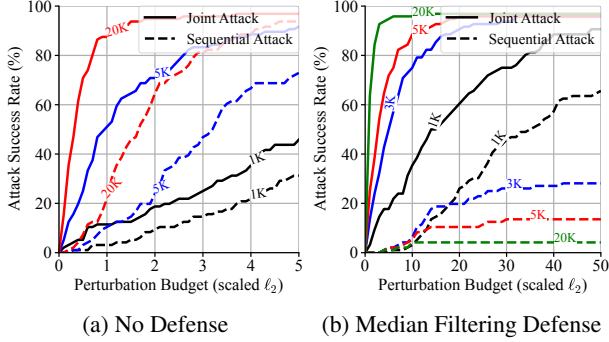 100
80
60
40
20
0
0
1
2
3
4
5
Attack Success Rate (%)
Perturbation Budget (scaled ℓ₂)
Joint Attack
Sequential Attack
20K
5K
20K
5K
1K
1K
(a) No Defense
100
80
60
40
20
0
0
10
20
30
40
50
Attack Success Rate (%)
Perturbation Budget (scaled ℓ₂)
Joint Attack
Sequential Attack
20K
5K
3K
1K
1K
3K
5K
20K
(b) Median Filtering Defense